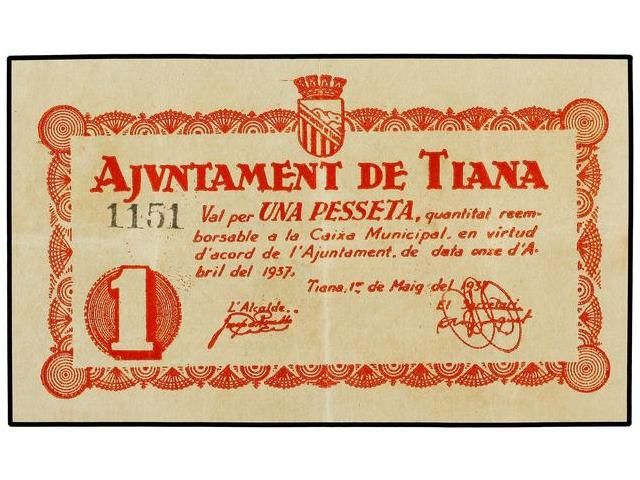 AJVNTAMENT DE TIANA
1151
Val per UNA PESSETA, quantitat reem-
borsable a la Caixa Municipal, en virtud
d'acord de l'Ajuntament, de data onze d'A-
bril del 1937.
Tiana, 1er de Maig del 1937
L'Alcalde.
El Secretari
1